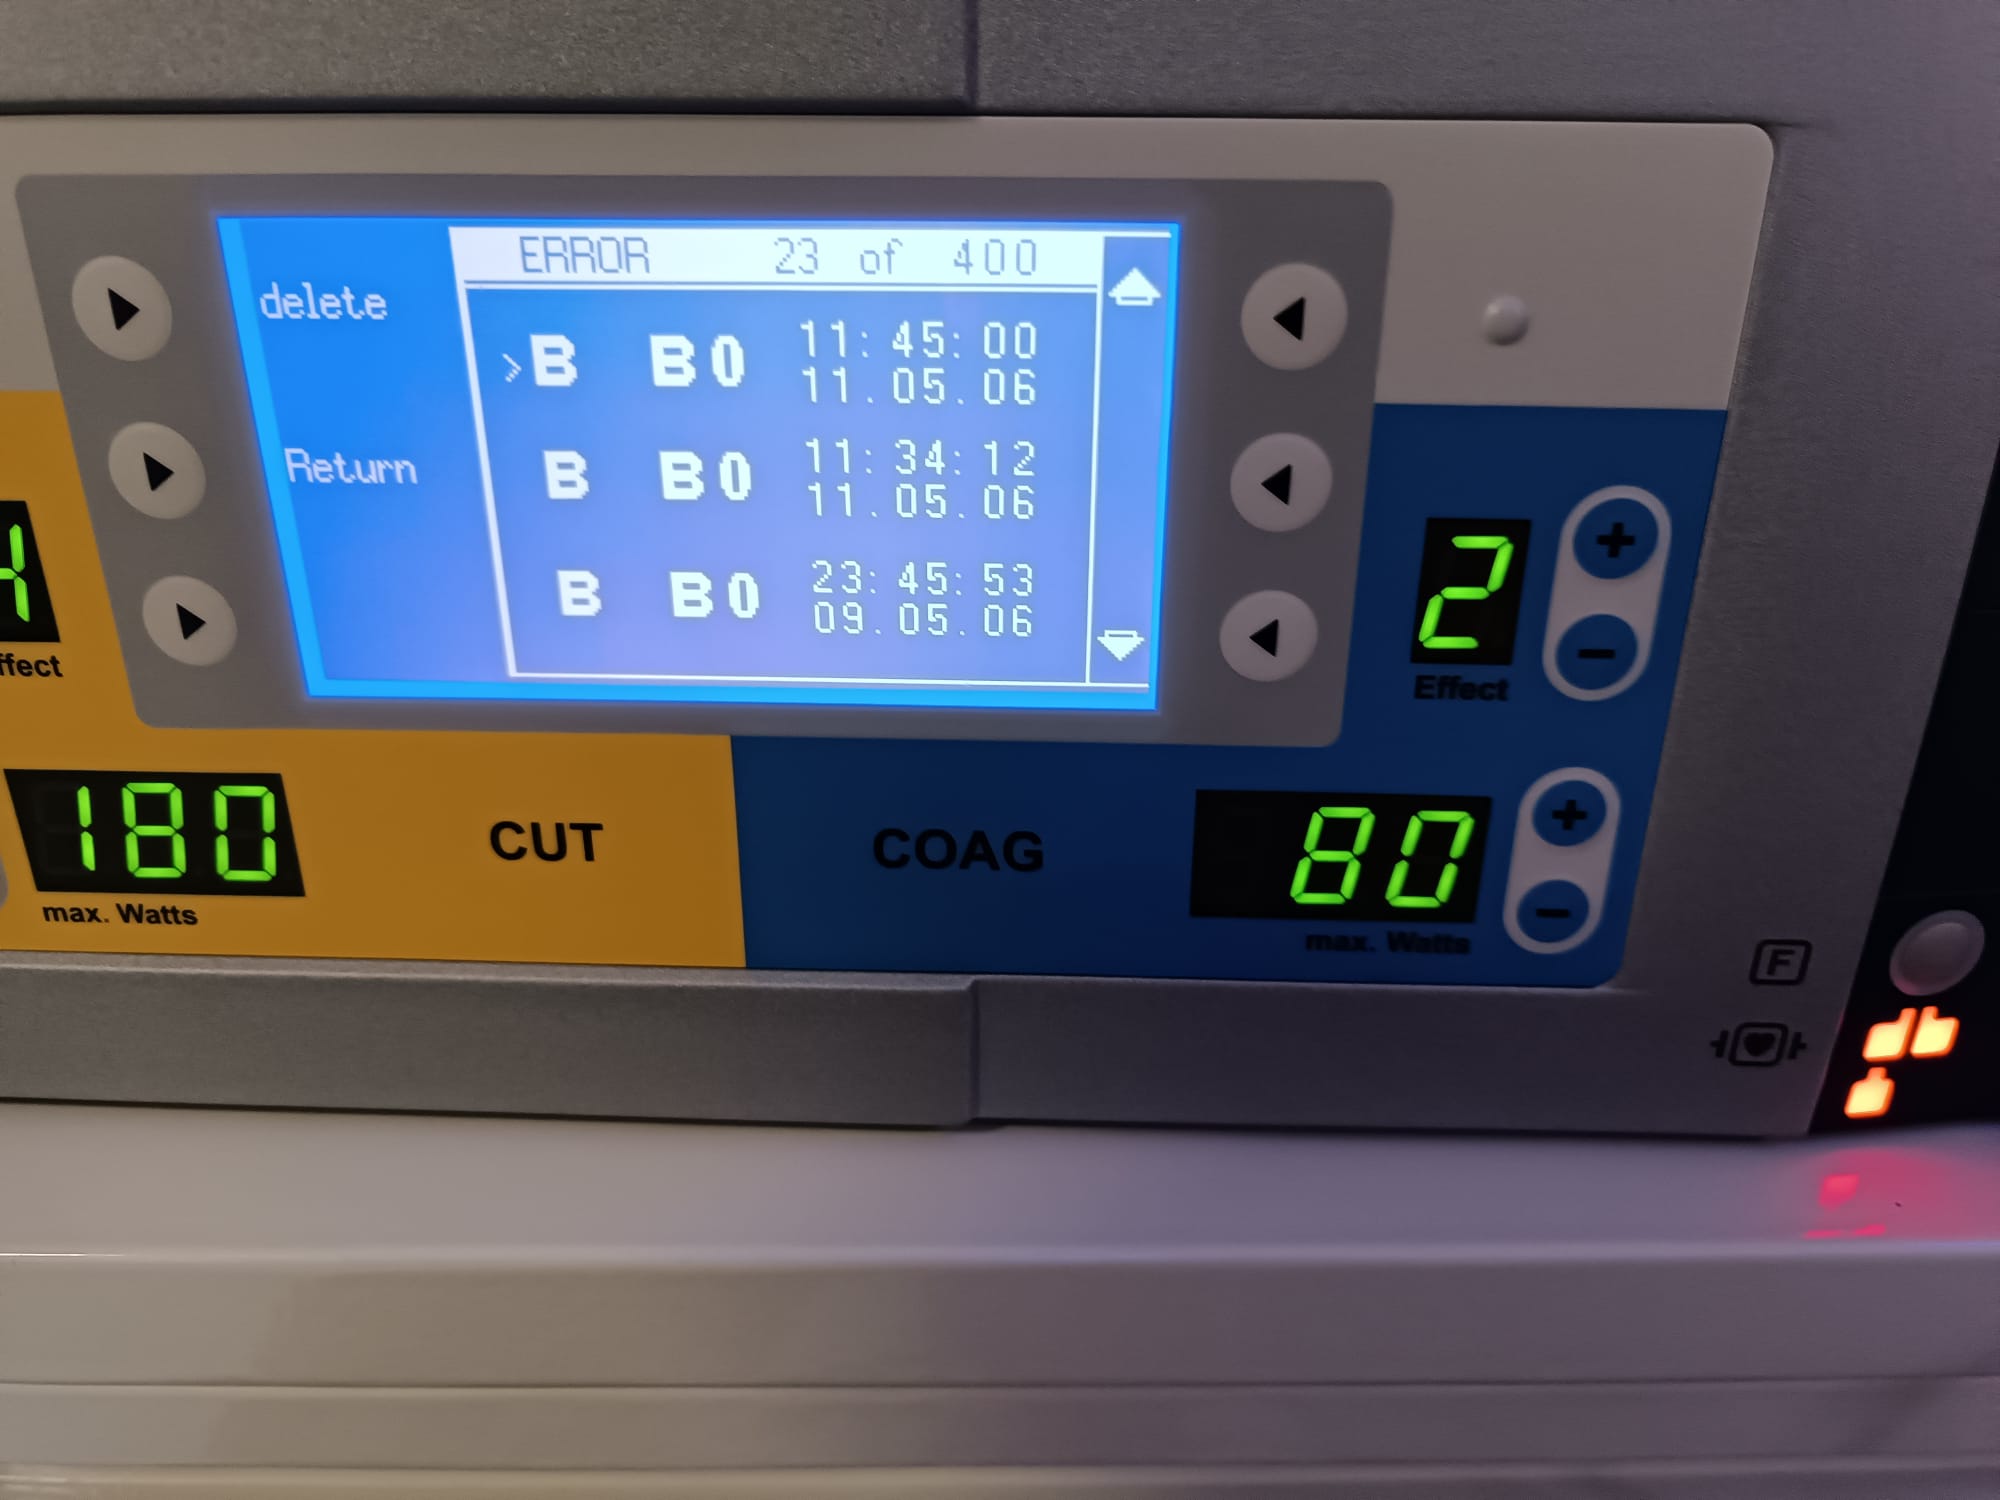 ERROR 23 of 400
delete
B B0 11:45:00
11.05.06
Return
B B0 11:34:12
11.05.06
B B0 23:45:53
09.05.06
2
Effect
180
max. Watts
CUT
COAG
80
max. Watts
F